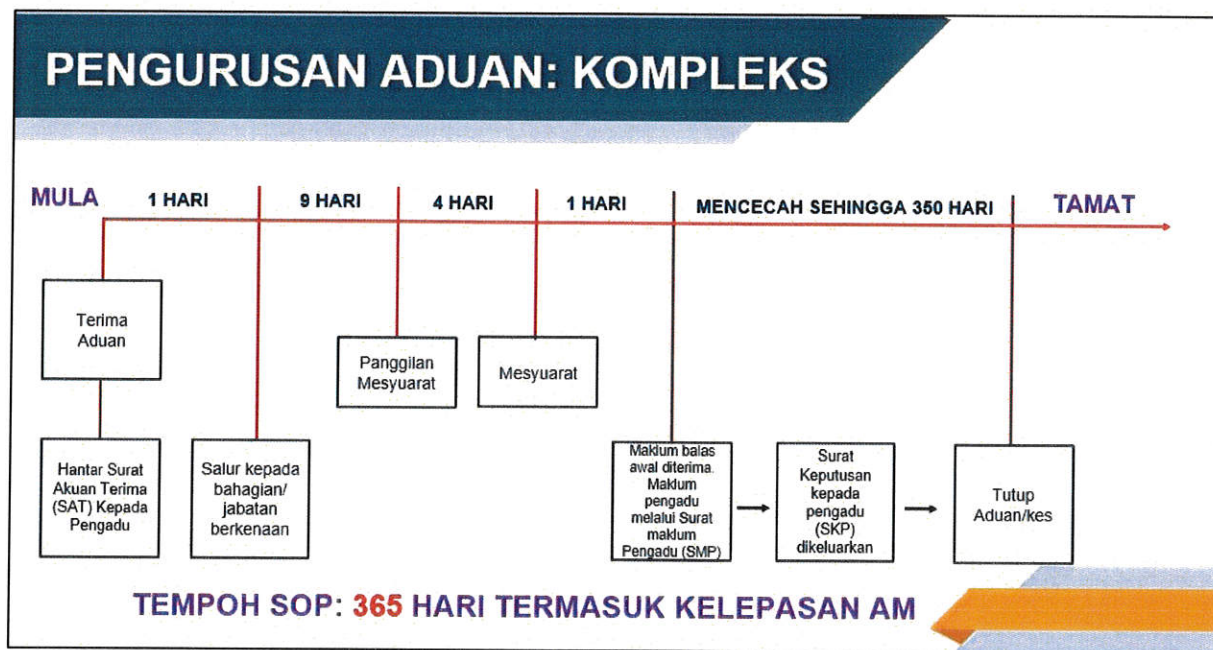 PENGURUSAN ADUAN: KOMPLEKS
MULA
1 HARI
9 HARI
4 HARI
1 HARI
MENCECAH SEHINGGA 350 HARI
TAMAT
Terima
Aduan
Panggilan
Mesyuarat
Mesyuarat
Hantar Surat
Akuan Terima
(SAT) Kepada
Pengadu
Salur kepada
bahagian/
jabatan
berkenaan
Maklum balas
awal diterima.
Maklum
pengadu
melalui Surat
maklum
Pengadu (SMP)
Surat
Keputusan
kepada
pengadu
(SKP)
dikeluarkan
Tutup
Aduan/kes
TEMPOH SOP: 365 HARI TERMASUK KELEPASAN AM